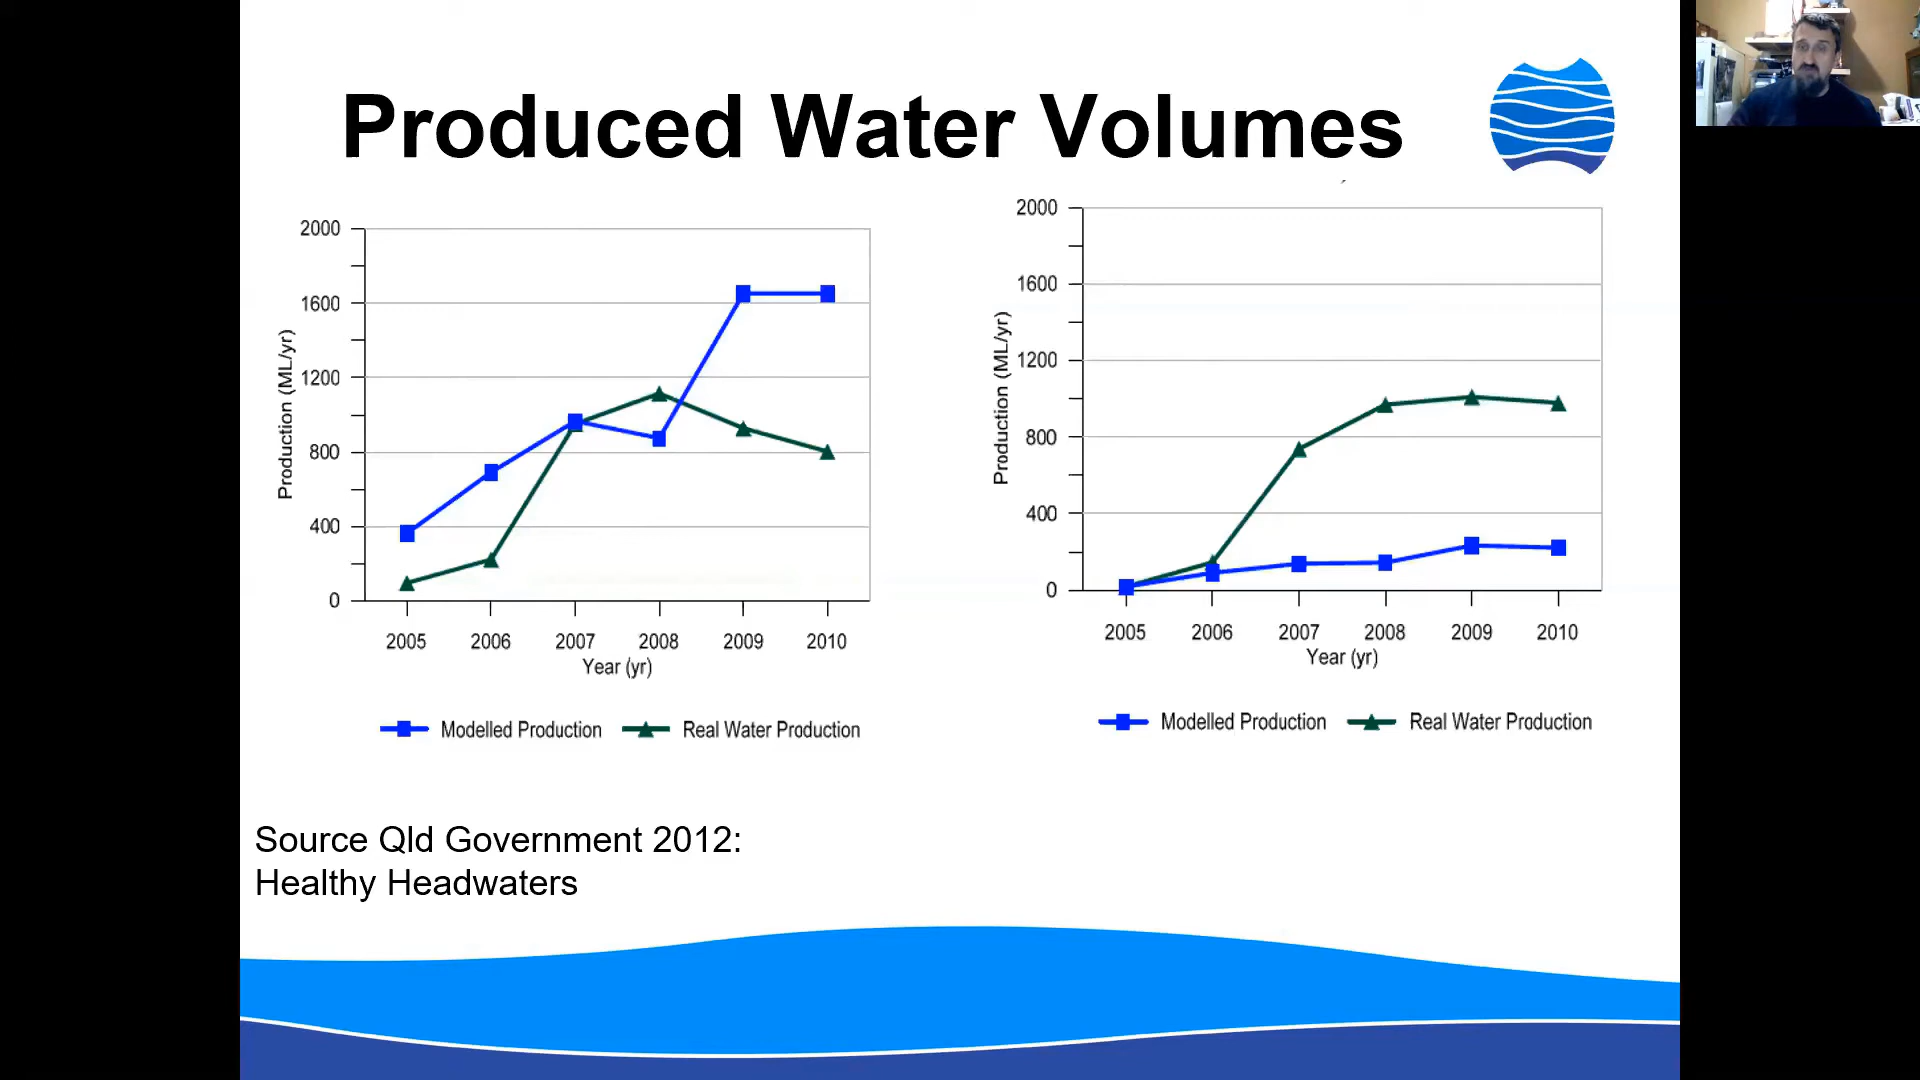 Produced Water Volumes
2000
1600
1200
800
400
0
Production (ML/yr)
2005 2006 2007 2008 2009 2010
Year (yr)
Modelled Production Real Water Production
2000
1600
1200
800
400
0
Production (ML/yr)
2005 2006 2007 2008 2009 2010
Year (yr)
Modelled Production Real Water Production
Source Qld Government 2012:
Healthy Headwaters